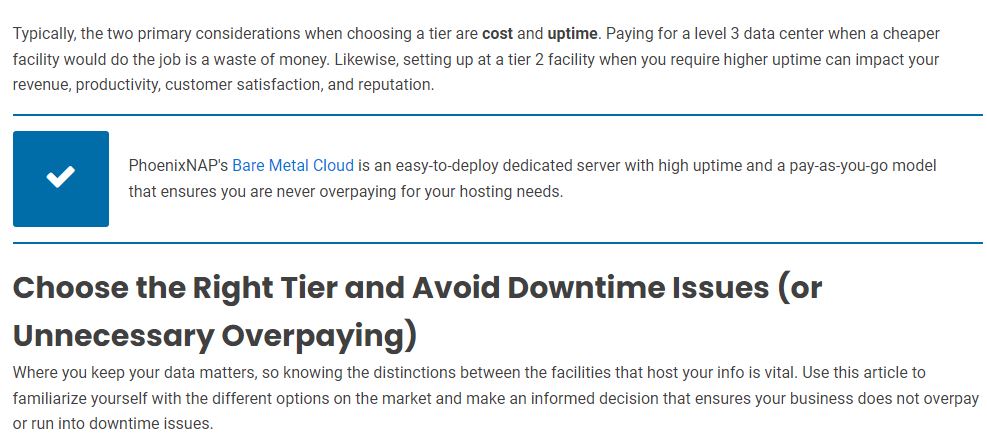 Typically, the two primary considerations when choosing a tier are cost and uptime. Paying for a level 3 data center when a cheaper
facility would do the job is a waste of money. Likewise, setting up at a tier 2 facility when you require higher uptime can impact your
revenue, productivity, customer satisfaction, and reputation.
PhoenixNAP's Bare Metal Cloud is an easy-to-deploy dedicated server with high uptime and a pay-as-you-go model
that ensures you are never overpaying for your hosting needs.
Choose the Right Tier and Avoid Downtime Issues (or
Unnecessary Overpaying)
Where you keep your data matters, so knowing the distinctions between the facilities that host your info is vital. Use this article to
familiarize yourself with the different options on the market and make an informed decision that ensures your business does not overpay
or run into downtime issues.